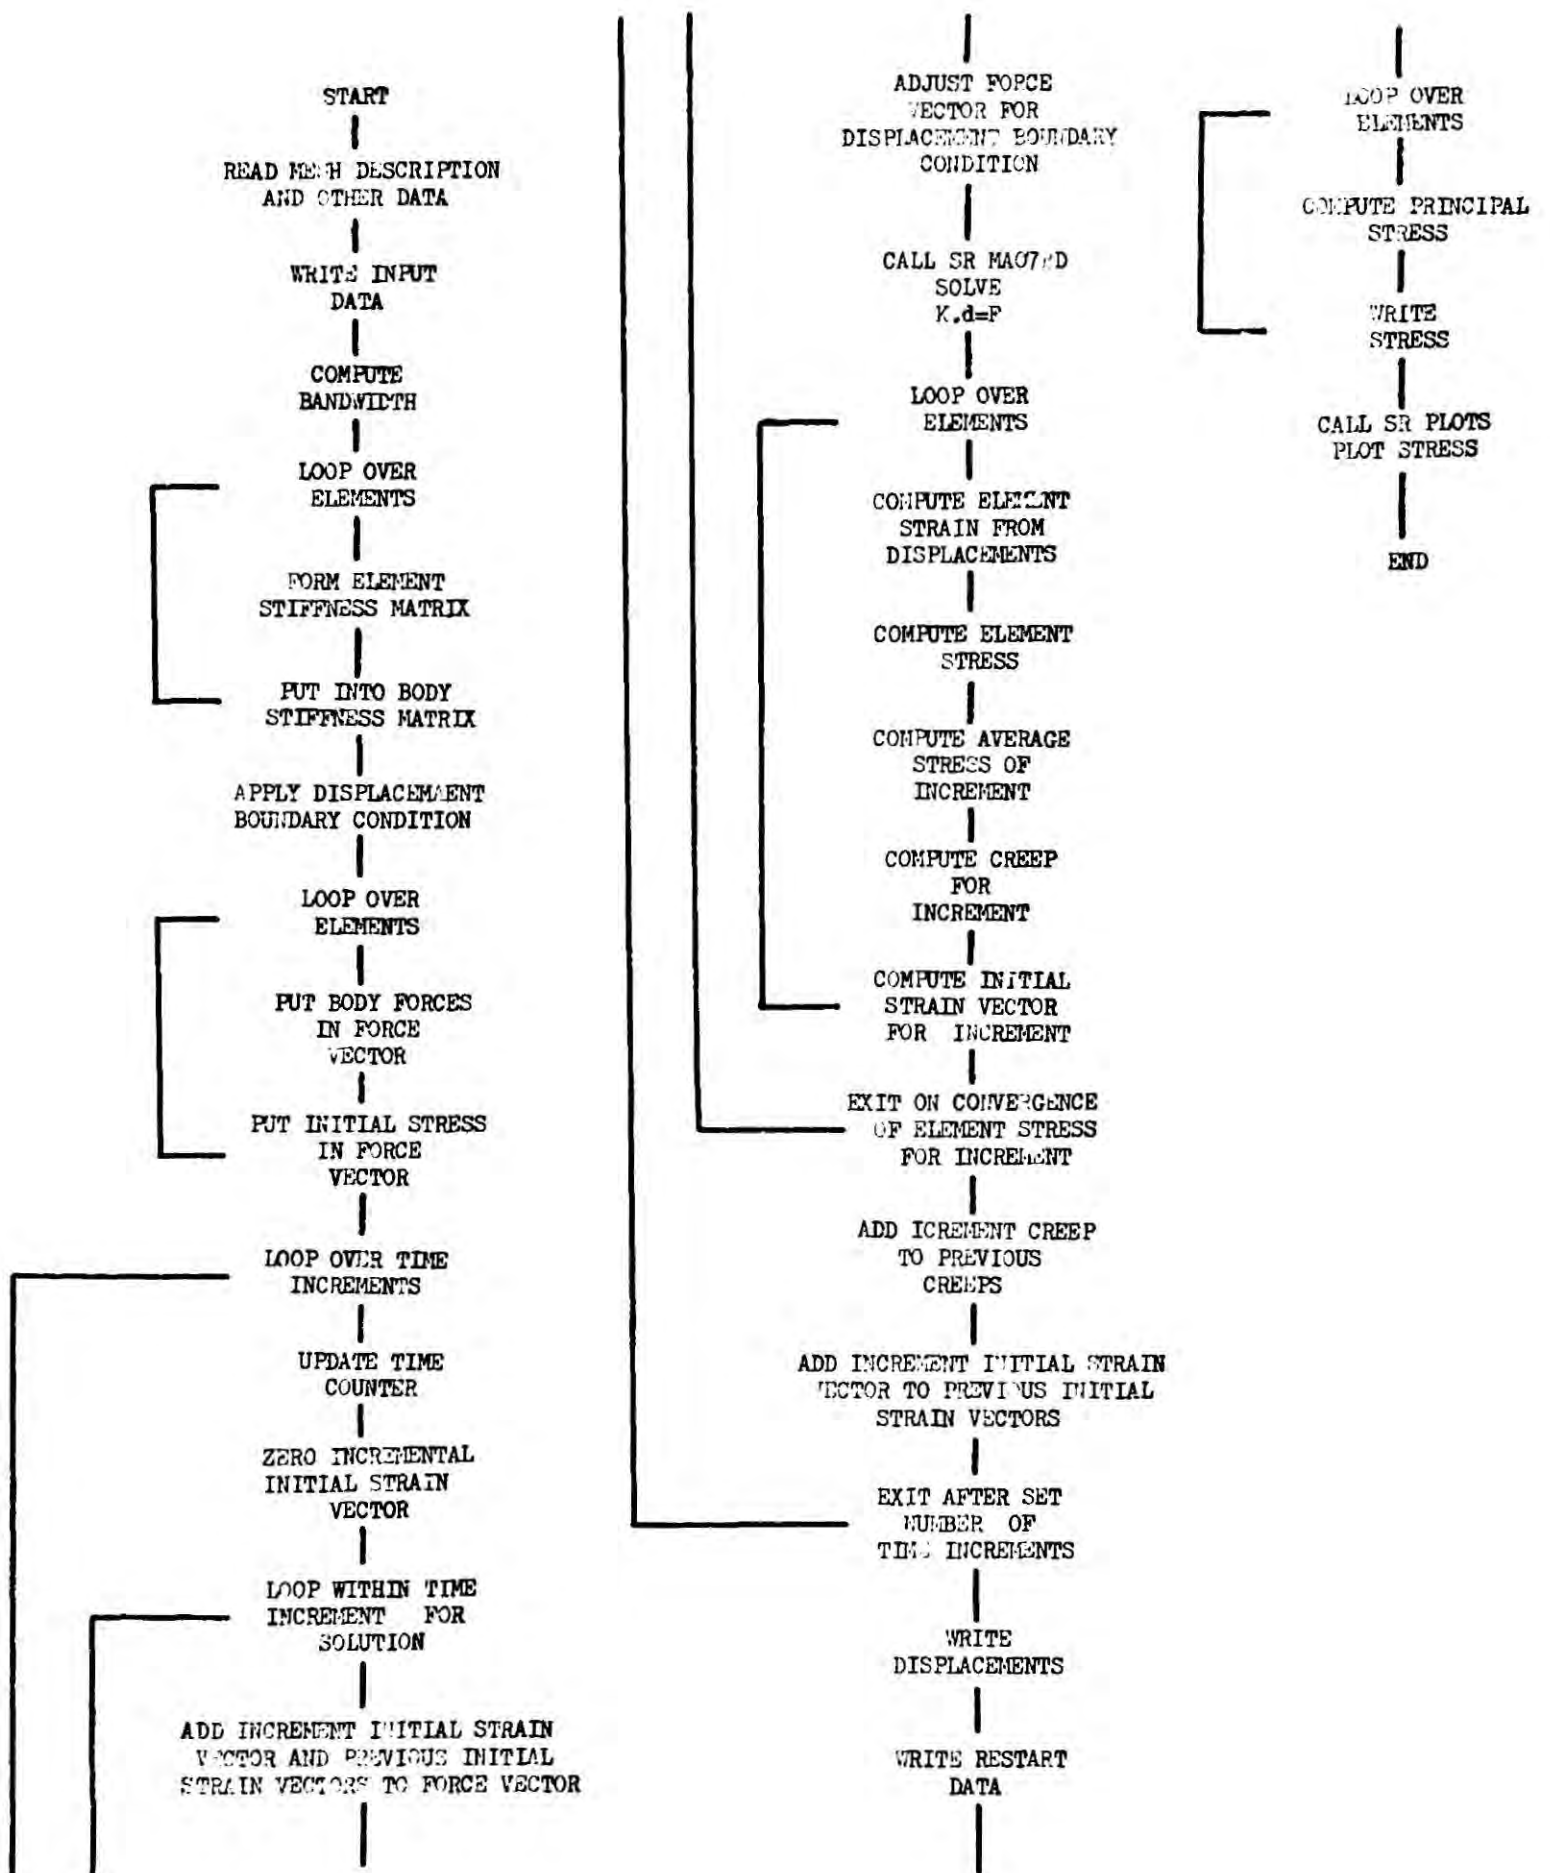 START
READ MESH DESCRIPTION
AND OTHER DATA
WRITE INPUT
DATA
COMPUTE
BANDWIDTH
LOOP OVER
ELEMENTS
FORM ELEMENT
STIFFNESS MATRIX
PUT INTO BODY
STIFFNESS MATRIX
APPLY DISPLACEMAENT
BOUNDARY CONDITION
LOOP OVER
ELEMENTS
PUT BODY FORCES
IN FORCE
VECTOR
PUT INITIAL STRESS
IN FORCE
VECTOR
LOOP OVER TIME
INCREMENTS
UPDATE TIME
COUNTER
ZERO INCREMENTAL
INITIAL STRAIN
VECTOR
LOOP WITHIN TIME
INCREMENT FOR
SOLUTION
ADD INCREMENT INITIAL STRAIN
VECTOR AND PREVIOUS INITIAL
STRAIN VECTORS TO FORCE VECTOR
ADJUST FORCE
VECTOR FOR
DISPLACEMENT BOUNDARY
CONDITION
CALL SR
SOLVE
K.d=F
LOOP OVER
ELEMENTS
COMPUTE ELEMENT
STRAIN FROM
DISPLACEMENTS
COMPUTE ELEMENT
STRESS
COMPUTE AVERAGE
STRESS OF
INCREMENT
COMPUTE CREEP
FOR
INCREMENT
COMPUTE INITIAL
STRAIN VECTOR
FOR INCREMENT
EXIT ON CONVERGENCE
OF ELEMENT STRESS
FOR INCREMENT
ADD ICREMENT CREEP
TO PREVIOUS
CREEPS
ADD INCREMENT INITIAL STRAIN
VECTOR TO PREVIOUS INITIAL
STRAIN VECTORS
EXIT AFTER SET
NUMBER OF
TIME INCREMENTS
WRITE
DISPLACEMENTS
WRITE RESTART
DATA
LOOP OVER
ELEMENTS
COMPUTE PRINCIPAL
STRESS
WRITE
STRESS
CALL SR PLOTS
PLOT STRESS
END